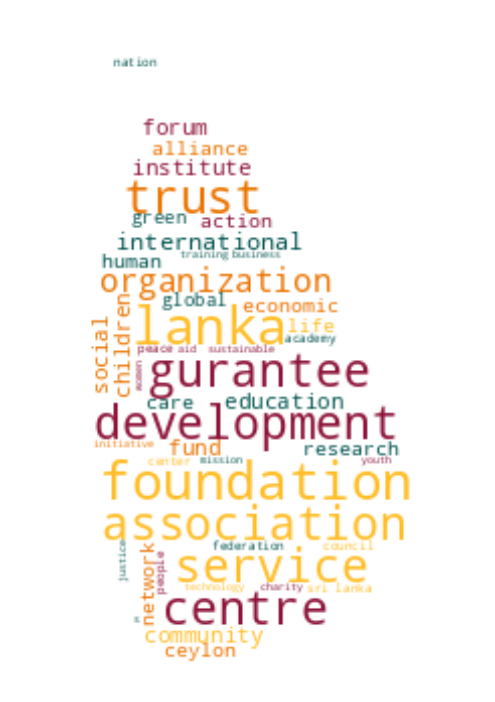 nation
forum
alliance
institute
trust
green action
international
training business
human
organization
global
economic
children
social
lanka life
academy
peace aid sustainable
women
gurantee
care education
development
initiative fund research
center mission youth
foundation
association
justice
network
people
federation council
service
technology charity sri lanka
centre
community
ceylon